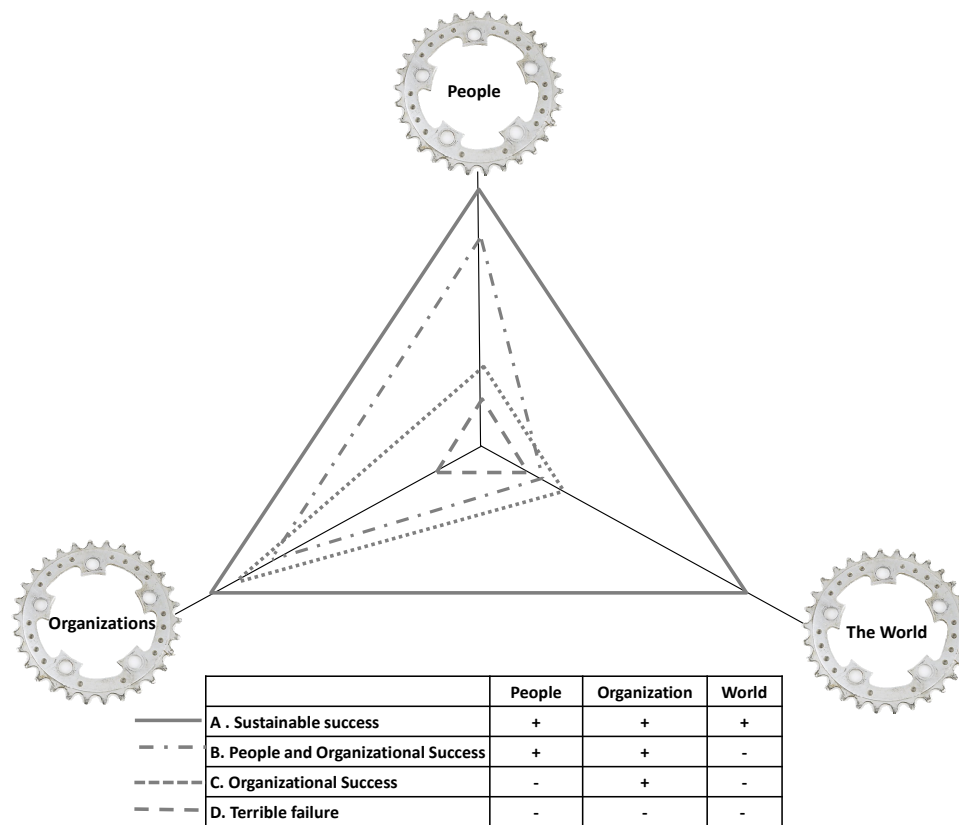 People
Organizations
The World
People Organization World
A . Sustainable success + + +
B. People and Organizational Success + + -
C. Organizational Success - + -
D. Terrible failure - - -